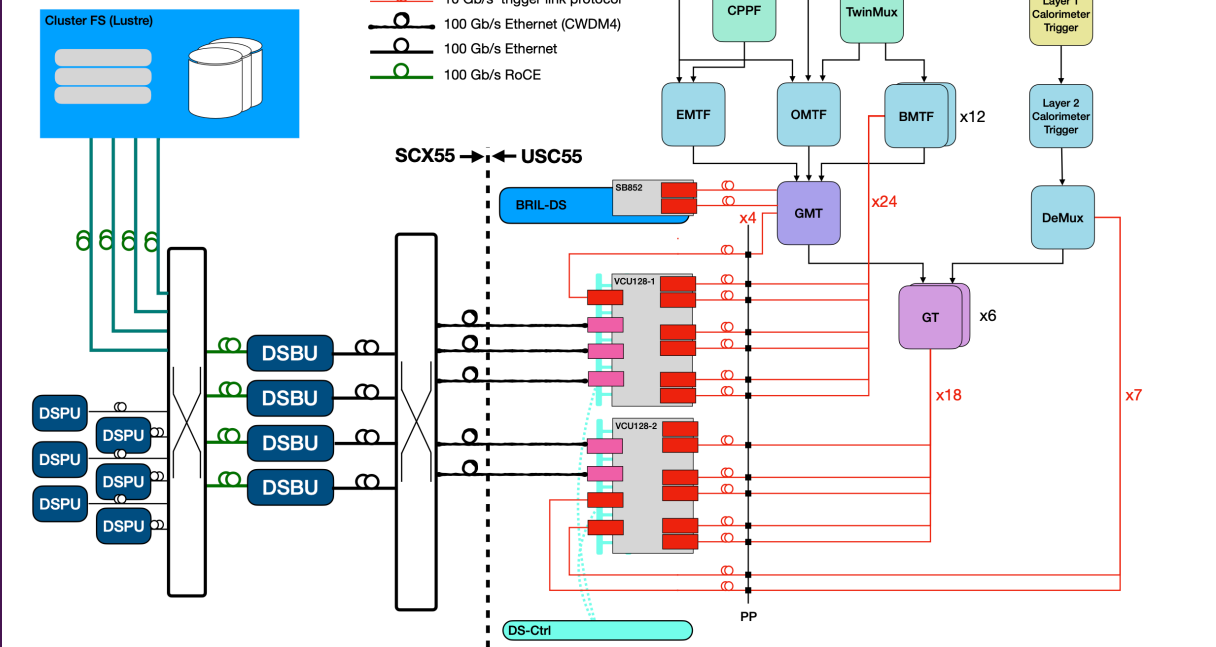 10 Gb/s trigger link protocol
100 Gb/s Ethernet (CWDM4)
100 Gb/s Ethernet
100 Gb/s RoCE
Cluster FS (Lustre)
CPPF
TwinMux
Layer 1
Calorimeter
Trigger
EMTF
OMTF
BMTF
x12
Layer 2
Calorimeter
Trigger
SCX55
USC55
SB852
BRIL-DS
x4
GMT
x24
DeMux
VCU128-1
GT
x6
DSBU
DSBU
DSBU
DSBU
x18
x7
DSPU
DSPU
DSPU
DSPU
DSPU
DSPU
VCU128-2
PP
DS-Ctrl